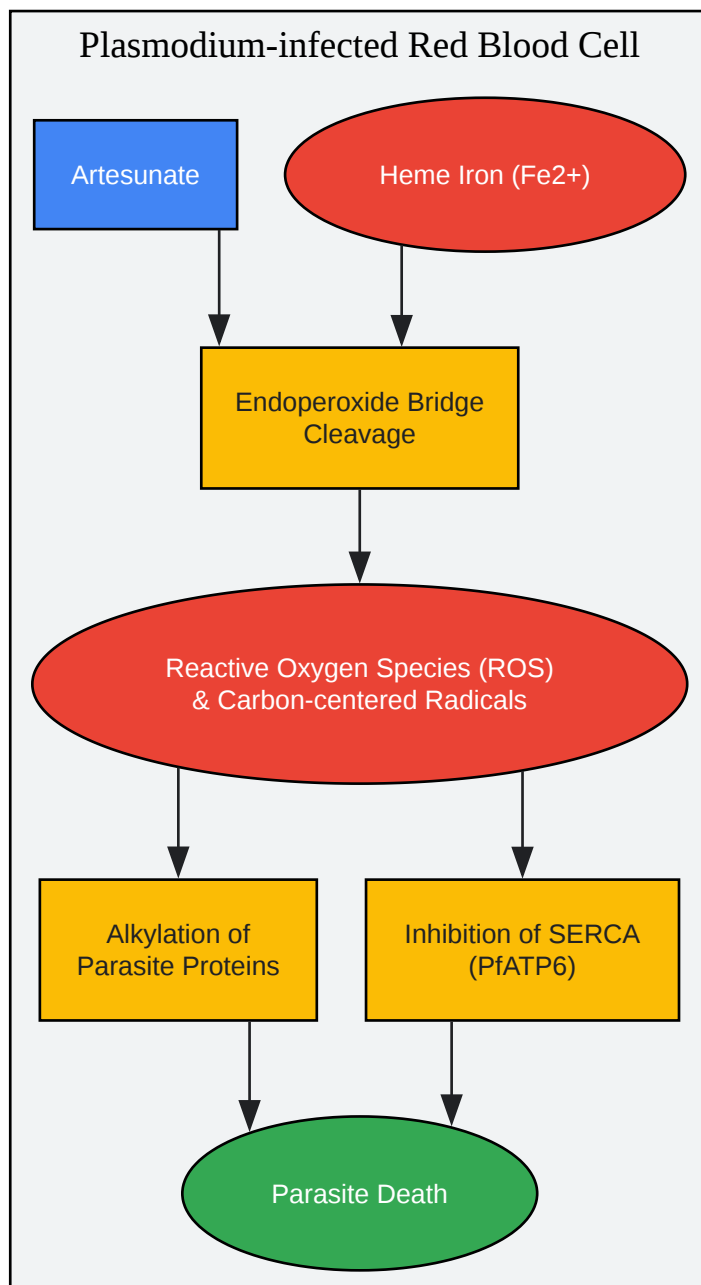 Plasmodium-infected Red Blood Cell
Artesunate
Heme Iron (Fe2+)
Endoperoxide Bridge
Cleavage
Reactive Oxygen Species (ROS)
& Carbon-centered Radicals
Alkylation of
Parasite Proteins
Inhibition of SERCA
(PfATP6)
Parasite Death